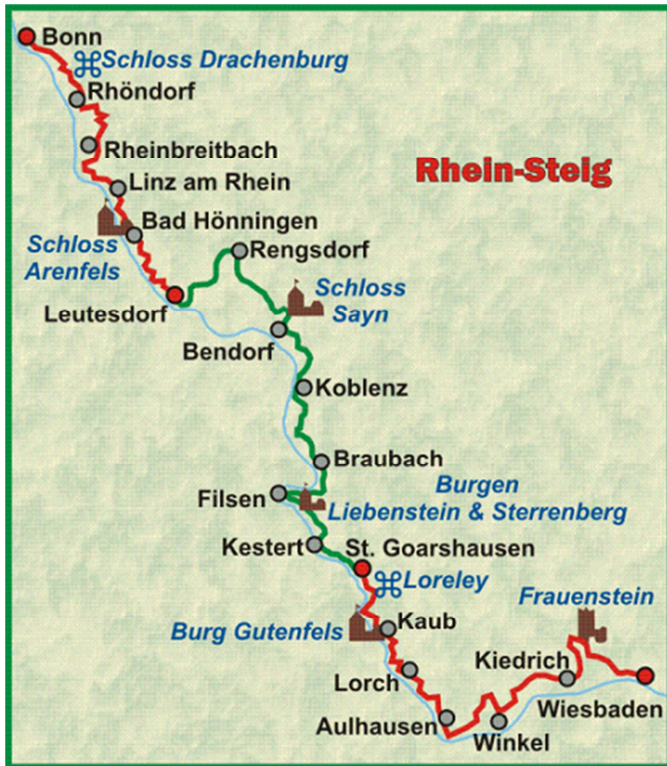 Bonn
Schloss Drachenburg
Rhöndorf
Rheinbreitbach
Rhein-Steig
Linz am Rhein
Bad Hönningen
Schloss
Arenfels
Rengsdorf
Schloss
Sayn
Leutesdorf
Bendorf
Koblenz
Braubach
Filsen
Burgen
Liebenstein & Sterrenberg
Kestert
St. Goarshausen
Loreley
Frauenstein
Burg Gutenfels
Kaub
Kiedrich
Lorch
Wiesbaden
Aulhausen
Winkel